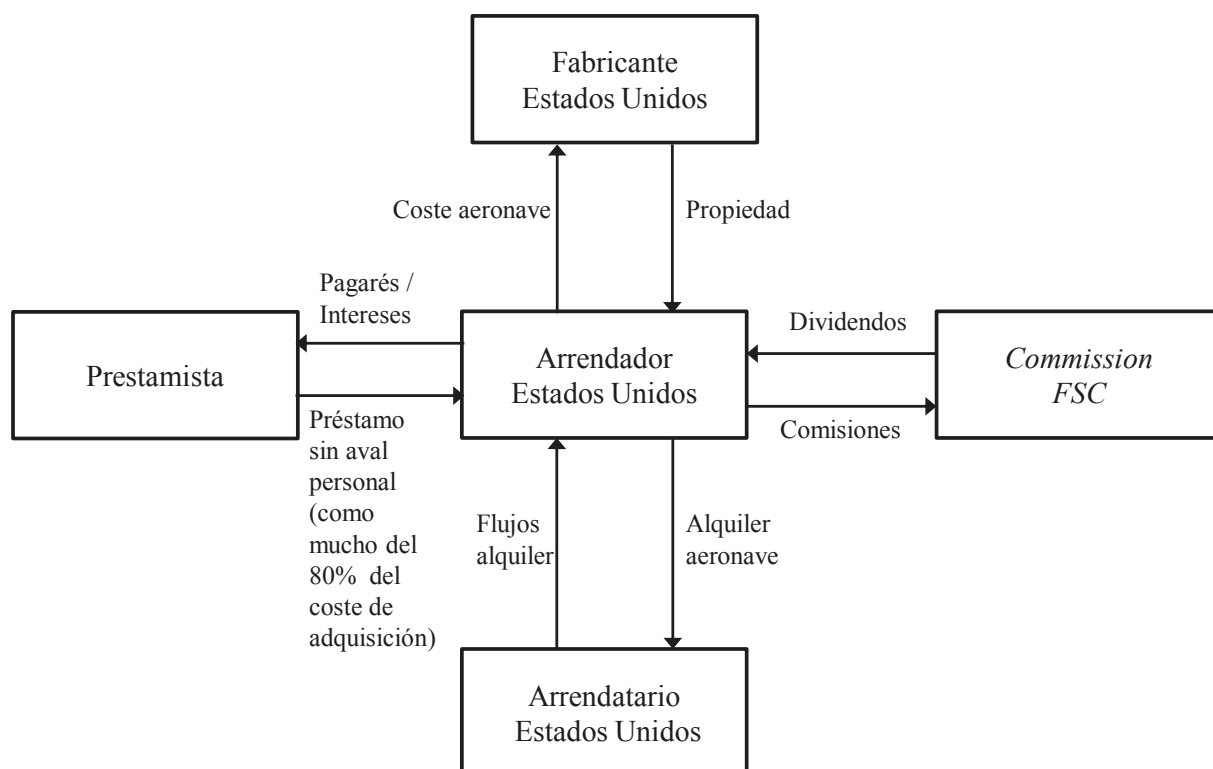 Fabricante
Estados Unidos
Coste aeronave
Propiedad
Pagarés /
Intereses
Dividendos
Prestamista
Arrendador
Estados Unidos
Commission
FSC
Préstamo
sin aval
personal
(como
mucho del
80% del
coste de
adquisición)
Comisiones
Flujos
alquiler
Alquiler
aeronave
Arrendatario
Estados Unidos